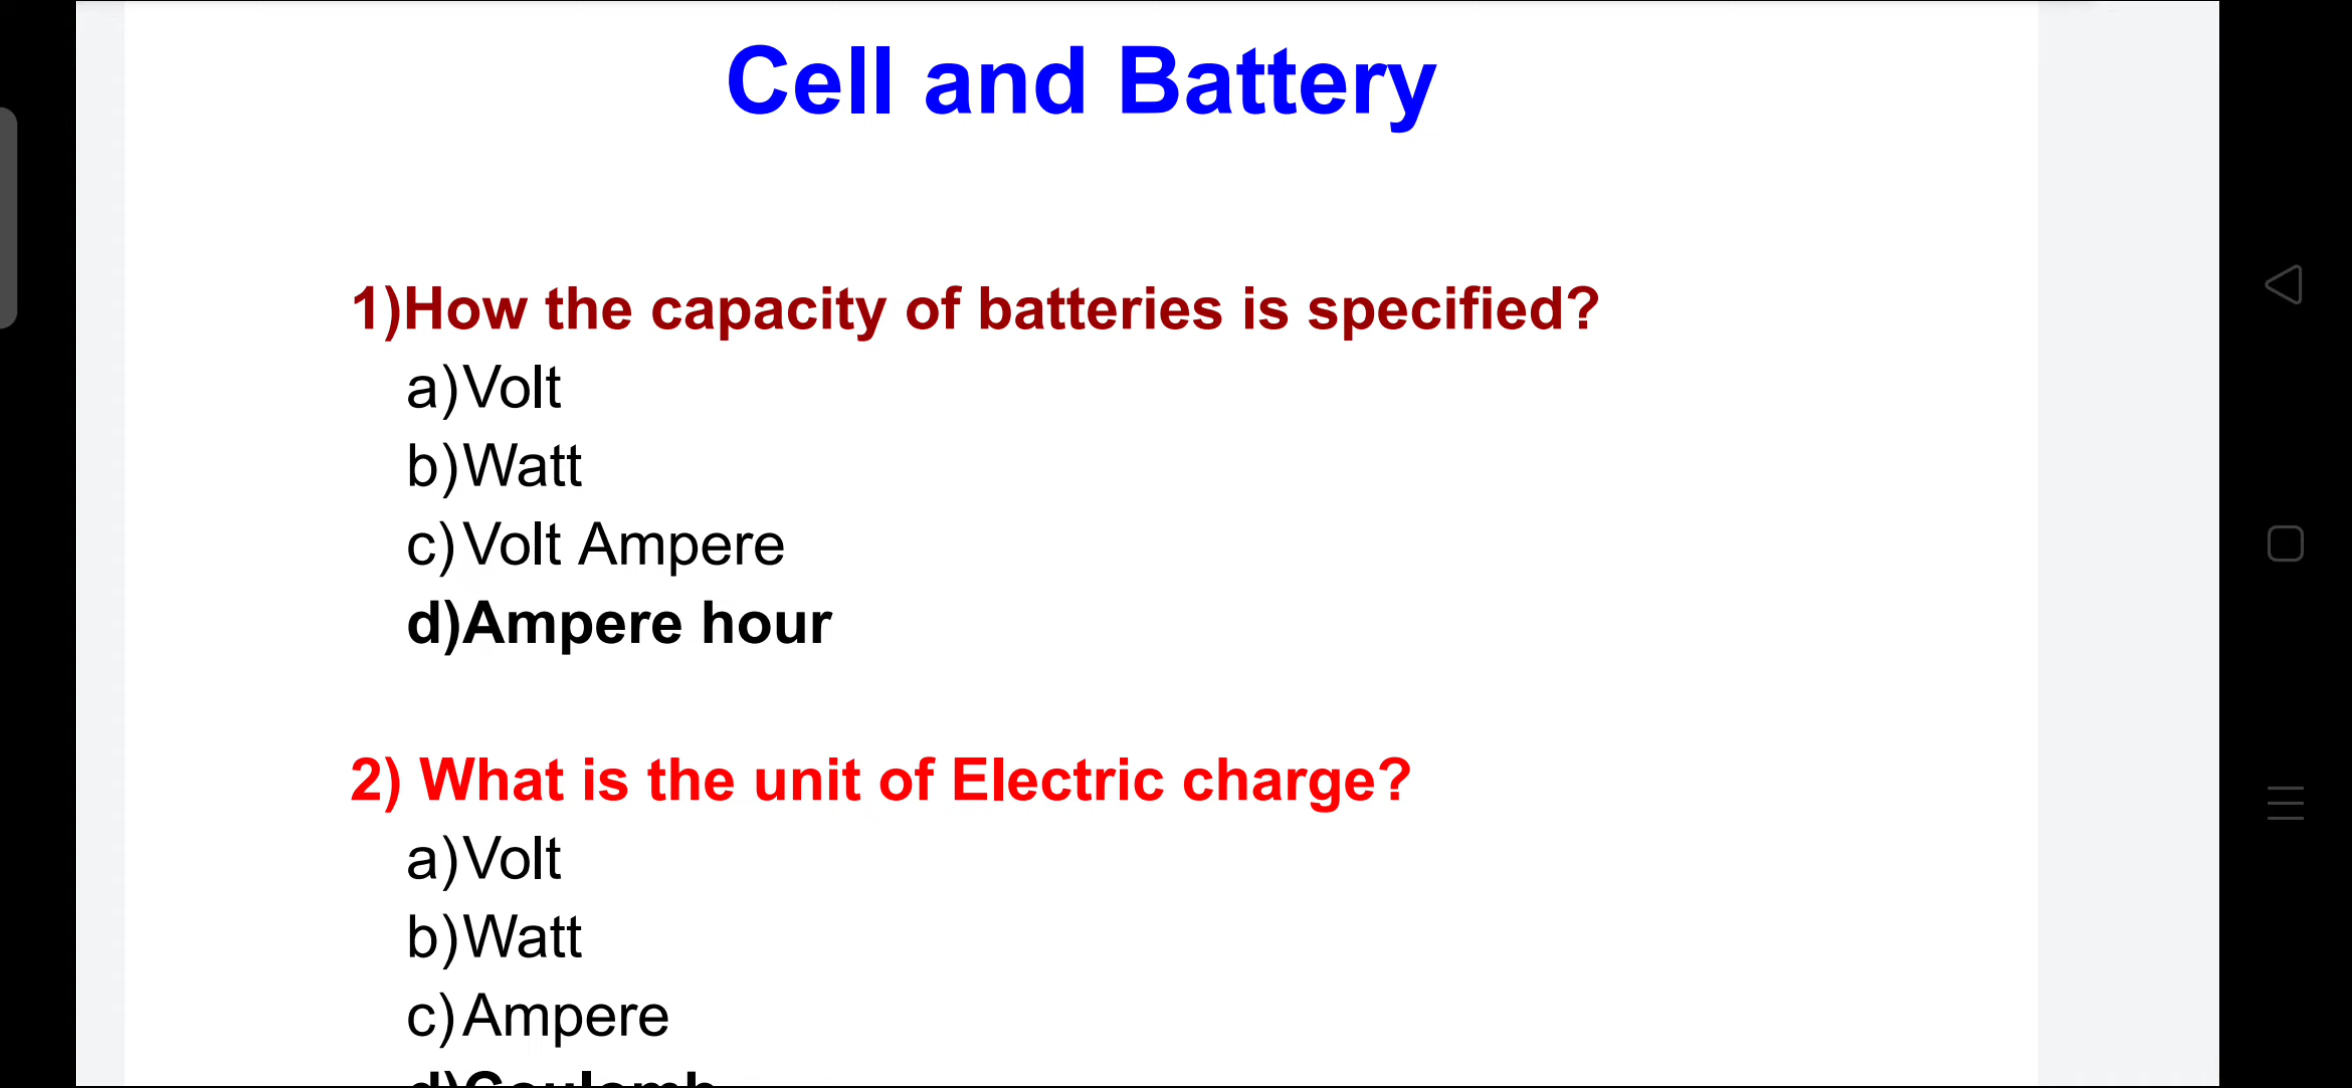 Cell and Battery
1)How the capacity of batteries is specified?
a)Volt
b)Watt
c)Volt Ampere
d)Ampere hour
2) What is the unit of Electric charge?
a)Volt
b)Watt
c)Ampere
d)Coulomb